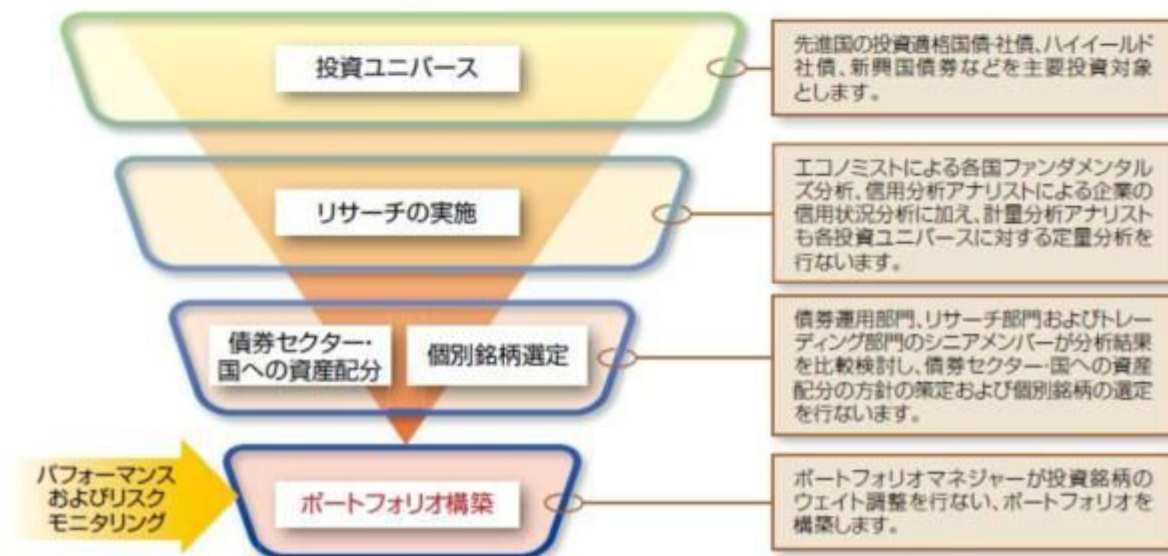 投資ユニバース
先進国の投資適格国債・社債、ハイイールド
社債、新興国債券などを主要投資対象
とします。
リサーチの実施
エコノミストによる各国ファンダメンタル
ズ分析、信用分析アナリストによる企業の
信用状況分析に加え、計量分析アナリスト
も各投資ユニバースに対する定量分析を
行ないます。
債券セクター・
国への資産配分
個別銘柄選定
債券運用部門、リサーチ部門およびトレー
ディング部門のシニアメンバーが分析結果
を比較検討し、債券セクター・国への資産
配分の方針の策定および個別銘柄の選定
を行ないます。
パフォーマンス
およびリスク
モニタリング
ポートフォリオ構築
ポートフォリオマネジャーが投資銘柄の
ウェイト調整を行ない、ポートフォリオを
構築します。